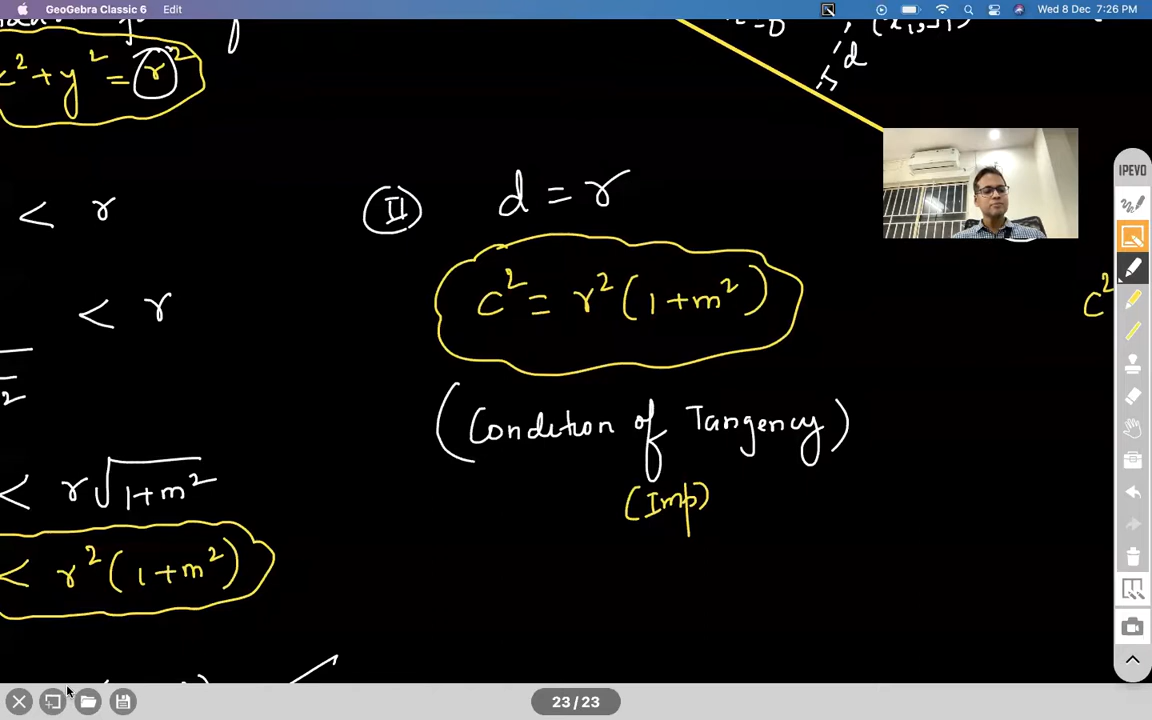 GeoGebra Classic 6 Edit Wed 8 Dec 7:26 PM
x² + y² = r²
< r
II d = r
IPEVO
c² = r² (1+m²)
c²
< r
(Condition of Tangency)
(Imp)
< r√1+m²
< r² (1+m²)
23/23